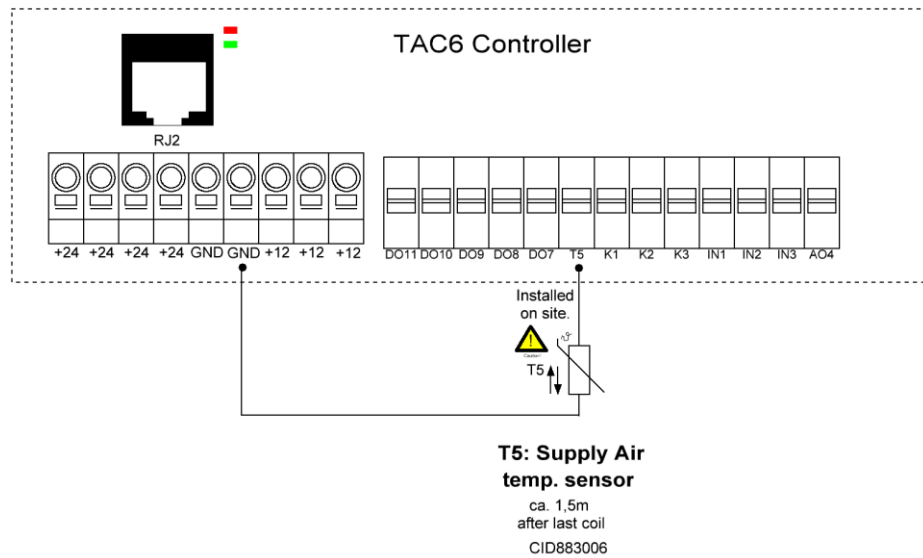 TAC6 Controller
RJ2
+24 +24 +24 +24 GND GND +12 +12 +12
DO11 DO10 DO9 DO8 DO7 T5 K1 K2 K3 IN1 IN2 IN3 AO4
Installed
on site.
Caution!
T5
T5: Supply Air
temp. sensor
ca. 1,5m
after last coil
CID883006